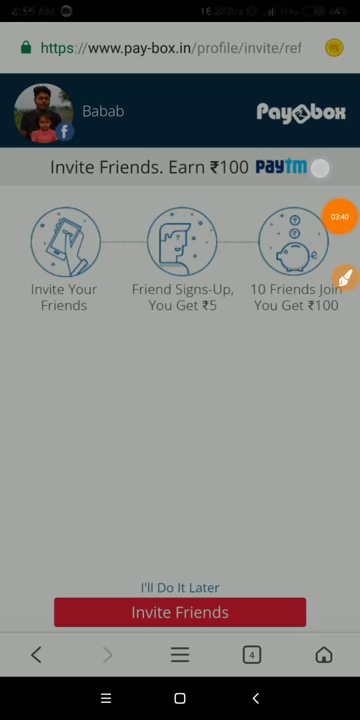 https://www.pay-box.in/profile/invite/ref
Babab
Pay box
Invite Friends. Earn ₹100 paytm
03:40
Invite Your
Friends
Friend Signs-Up,
You Get ₹5
10 Friends Join
You Get ₹100
I'll Do It Later
Invite Friends
4